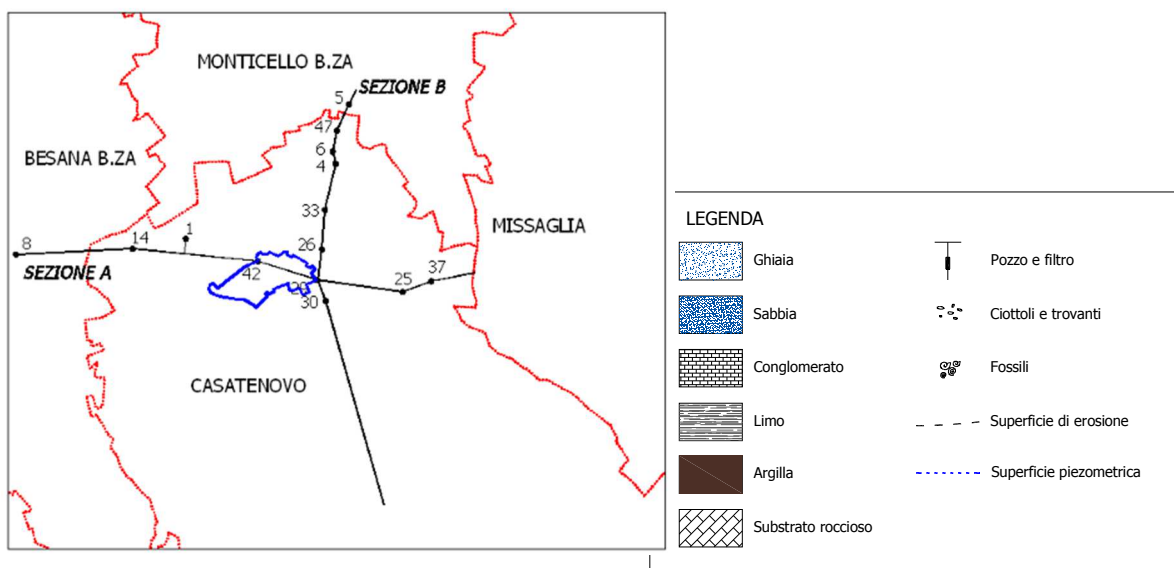 MONTICELLO B.ZA
SEZIONE B
5
47
BESANA B.ZA
6
4
33
MISSAGLIA
1
8
14
26
SEZIONE A
42
37
25
29
30
CASATENOVO
LEGENDA
Ghiaia
Pozzo e filtro
Sabbia
Ciottoli e trovanti
Conglomerato
Fossili
Limo
Superficie di erosione
Argilla
Superficie piezometrica
Substrato roccioso